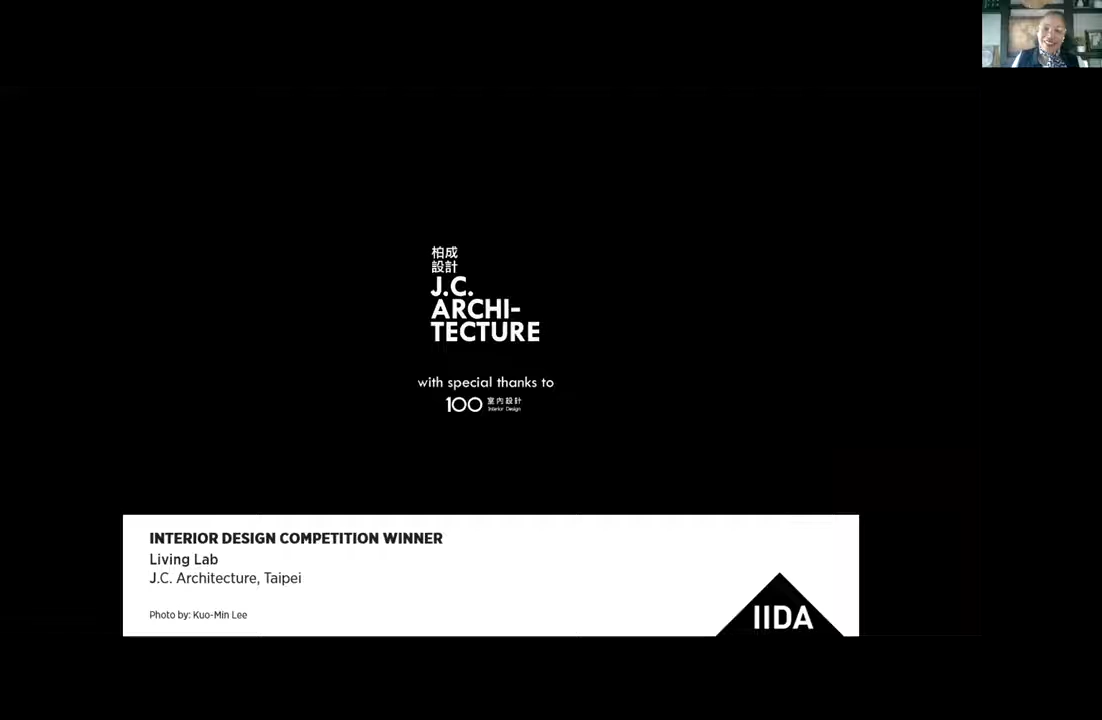 柏成
設計
J.C.
ARCHI-
TECTURE
with special thanks to
100 室內設計
Interior Design
INTERIOR DESIGN COMPETITION WINNER
Living Lab
J.C. Architecture, Taipei
Photo by: Kuo-Min Lee
IIDA